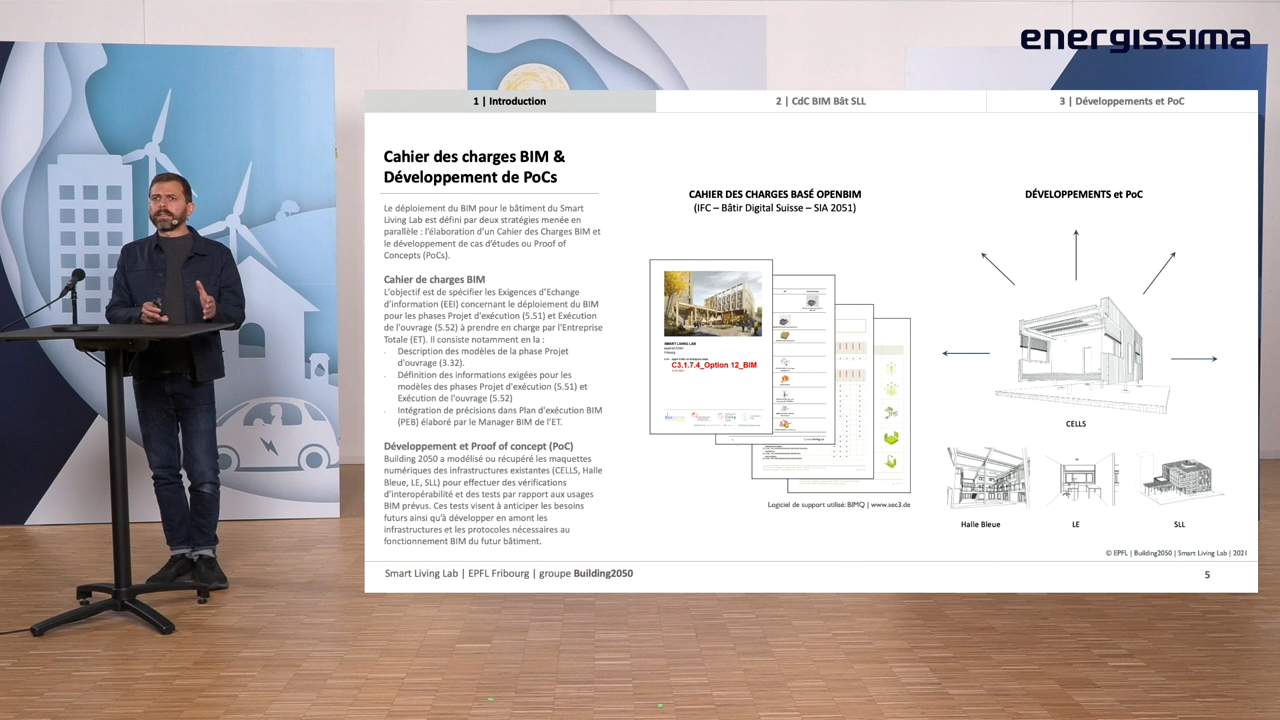 energissima
1 | Introduction
2 | CdC BIM Bât SLL
3 | Développements et PoC
Cahier des charges BIM &
Développement de PoCs
Le déploiement du BIM pour le bâtiment du Smart
Living Lab est défini par deux stratégies menée en
parallèle : l'élaboration d'un Cahier des Charges BIM et
le développement de cas d'études ou Proof of
Concepts (PoCs).
Cahier de charges BIM
L'objectif est de spécifier les Exigences d'Echange
d'information (EEI) concernant le déploiement du BIM
pour les phases Projet d'exécution (5.51) et Exécution
de l'ouvrage (5.52) à prendre en charge par l'Entreprise
Totale (ET). Il consiste notamment en la :
· Description des modèles de la phase Projet
d'ouvrage (3.32).
· Définition des informations exigées pour les
modèles des phases Projet d'exécution (5.51) et
Exécution de l'ouvrage (5.52)
· Intégration de précisions dans Plan d'exécution BIM
(PEB) élaboré par le Manager BIM de l'ET.
Développement et Proof of concept (PoC)
Building 2050 a modélisé ou récupéré les maquettes
numériques des infrastructures existantes (CELLS, Halle
Bleue, LE, SLL) pour effectuer des vérifications
d'interopérabilité et des tests par rapport aux usages
BIM prévus. Ces tests visent à anticiper les besoins
futurs ainsi qu'à développer en amont les
infrastructures et les protocoles nécessaires au
fonctionnement BIM du futur bâtiment.
CAHIER DES CHARGES BASÉ OPENBIM
(IFC – Bâtir Digital Suisse – SIA 2051)
SMART LIVING LAB
C3.1.7.4_Option 12_BIM
Logiciel de support utilisé: BIMQ | www.sec3.de
DÉVELOPPEMENTS et PoC
CELLS
Halle Bleue
LE
SLL
© EPFL | Building2050 | Smart Living Lab | 2021
Smart Living Lab | EPFL Fribourg | groupe Building2050
5